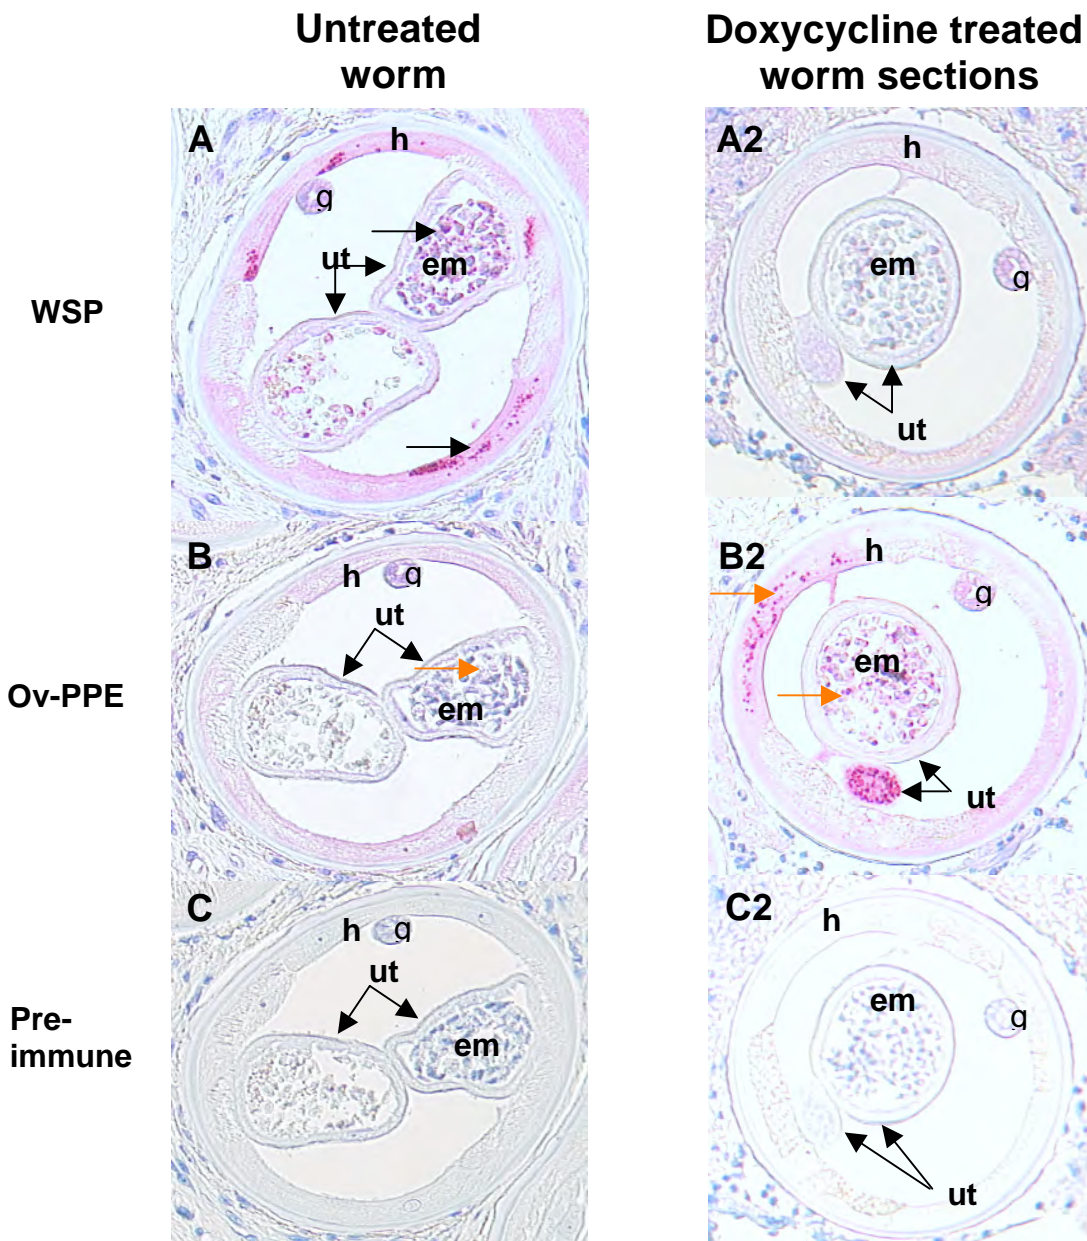 Untreated
worm
Doxycycline treated
worm sections
WSP
A
h
g
ut
em
A2
h
em
g
ut
Ov-PPE
B
h
g
ut
em
B2
h
g
em
ut
Pre-
immune
C
h
g
ut
em
C2
h
em
g
ut